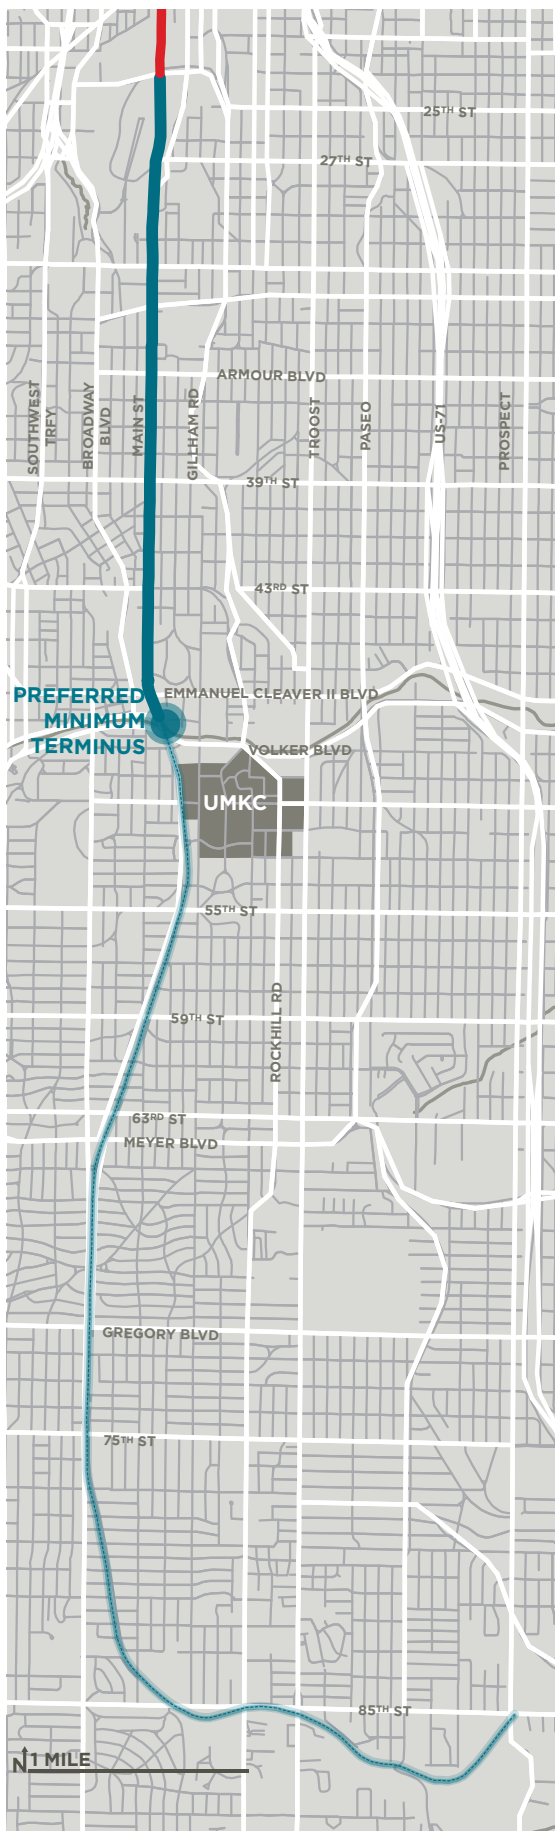 25TH ST
27TH ST
ARMOUR BLVD
SOUTHWEST
TRFY
BROADWAY
BLVD
MAIN ST
GILLHAM RD
TROOST
PASEO
US-71
PROSPECT
39TH ST
43RD ST
PREFERRED
MINIMUM
TERMINUS
EMMANUEL CLEAVER II BLVD
VOLKER BLVD
UMKC
55TH ST
ROCKHILL RD
59TH ST
63RD ST
MEYER BLVD
GREGORY BLVD
75TH ST
85TH ST
N 1 MILE